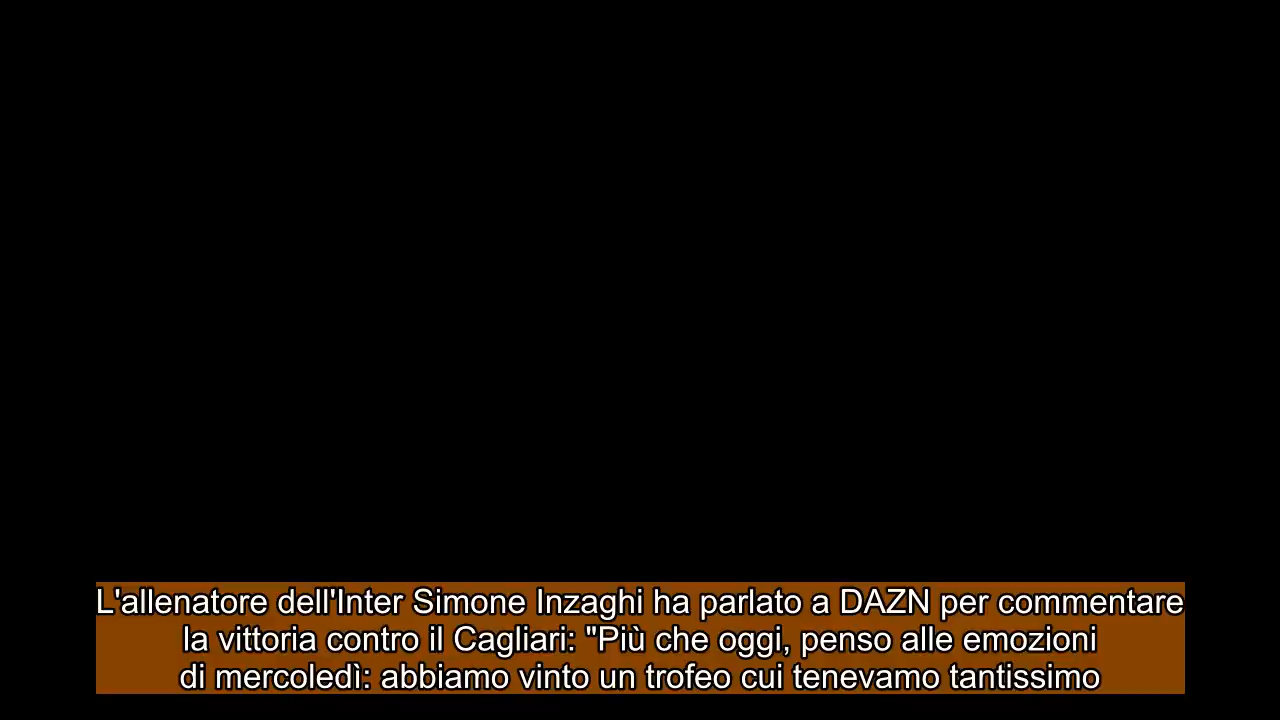 L'allenatore dell'Inter Simone Inzaghi ha parlato a DAZN per commentare
la vittoria contro il Cagliari: "Più che oggi, penso alle emozioni
di mercoledì: abbiamo vinto un trofeo cui tenevamo tantissimo